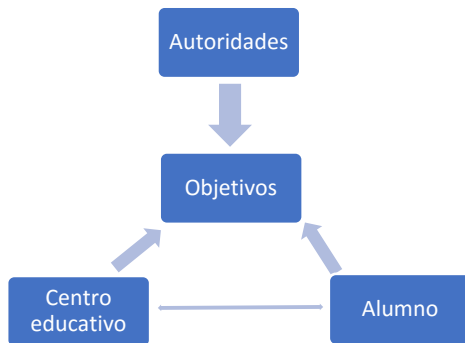 Autoridades
Objetivos
Centro
educativo
Alumno